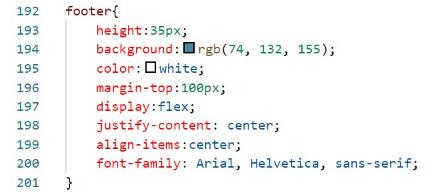 192 footer{
193 height:35px;
194 background:rgb(74, 132, 155);
195 color:white;
196 margin-top:100px;
197 display:flex;
198 justify-content: center;
199 align-items:center;
200 font-family: Arial, Helvetica, sans-serif;
201 }